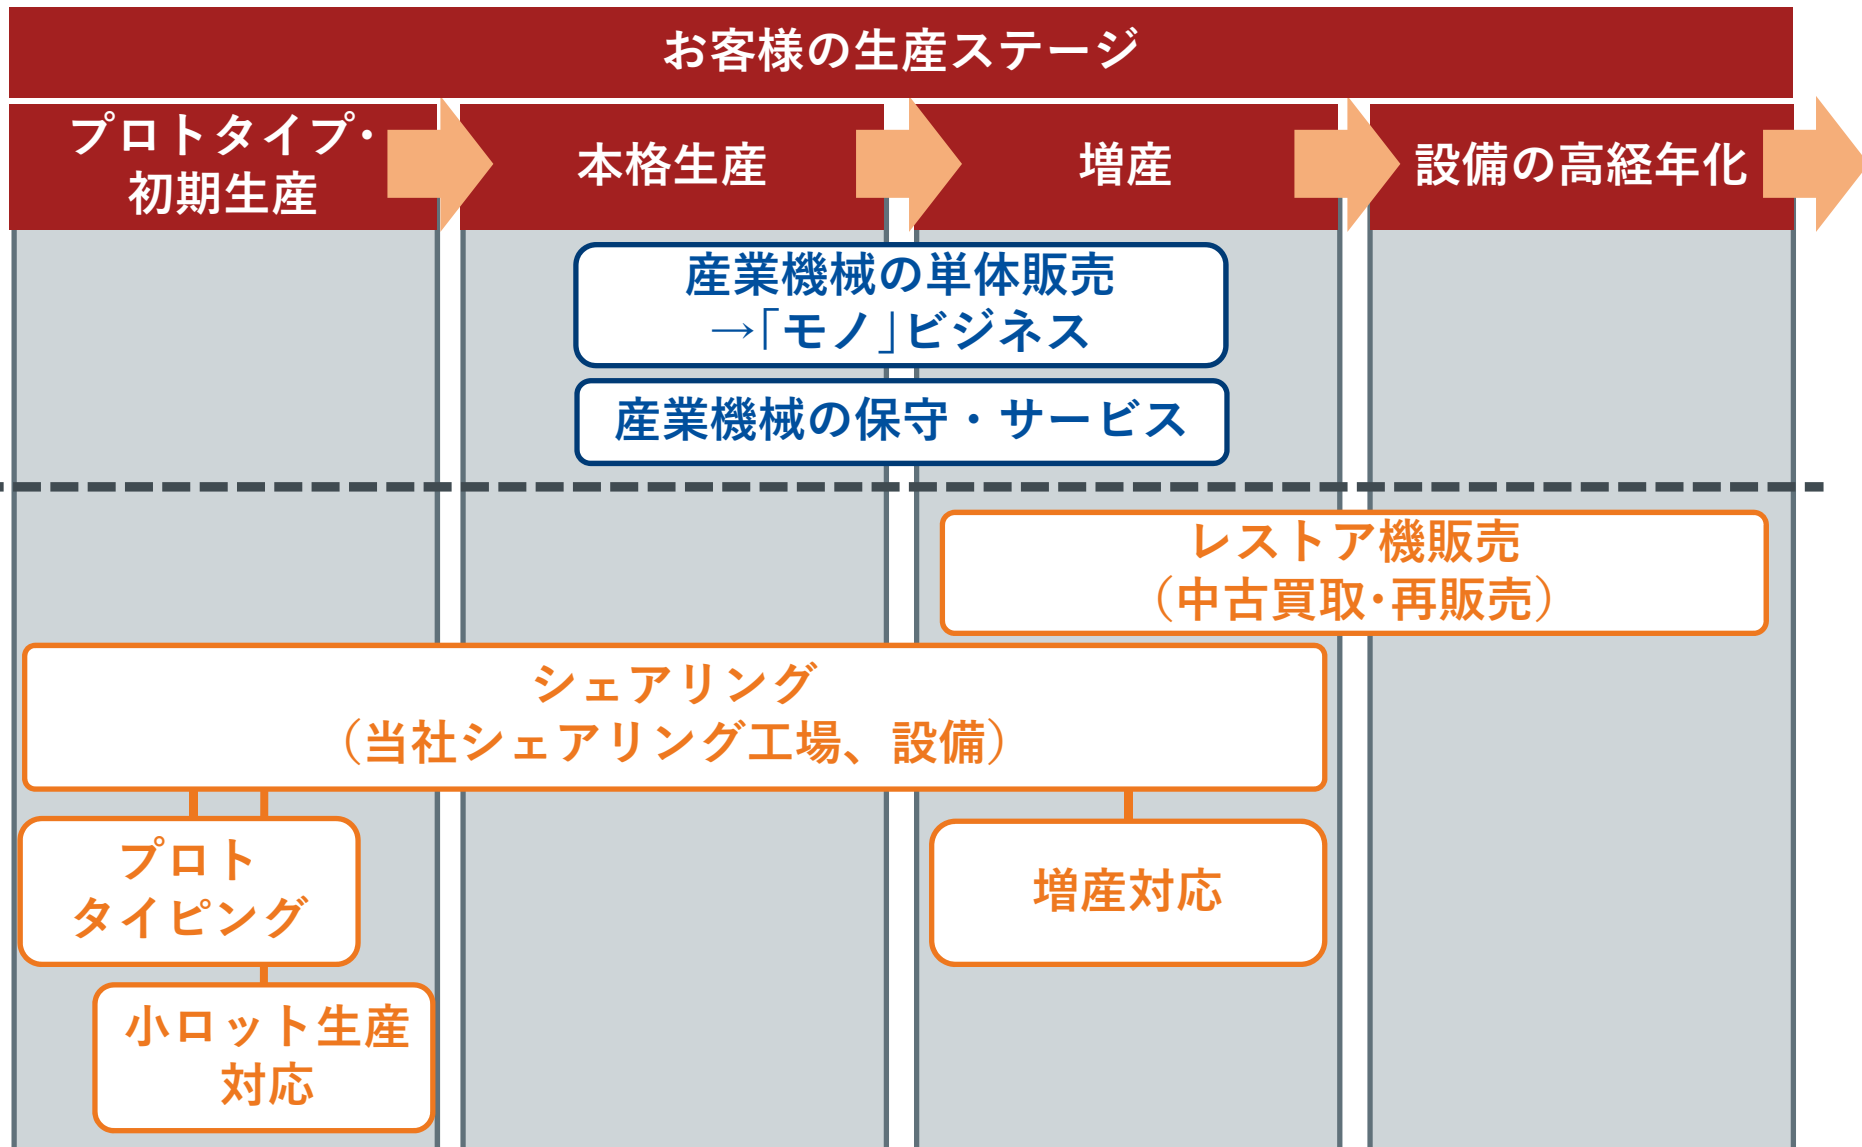 お客様の生産ステージ
プロトタイプ・
初期生産
本格生産
増産
設備の高経年化
産業機械の単体販売
→「モノ」ビジネス
産業機械の保守・サービス
レストア機販売
（中古買取・再販売）
シェアリング
（当社シェアリング工場、設備）
プロト
タイピング
増産対応
小ロット生産
対応